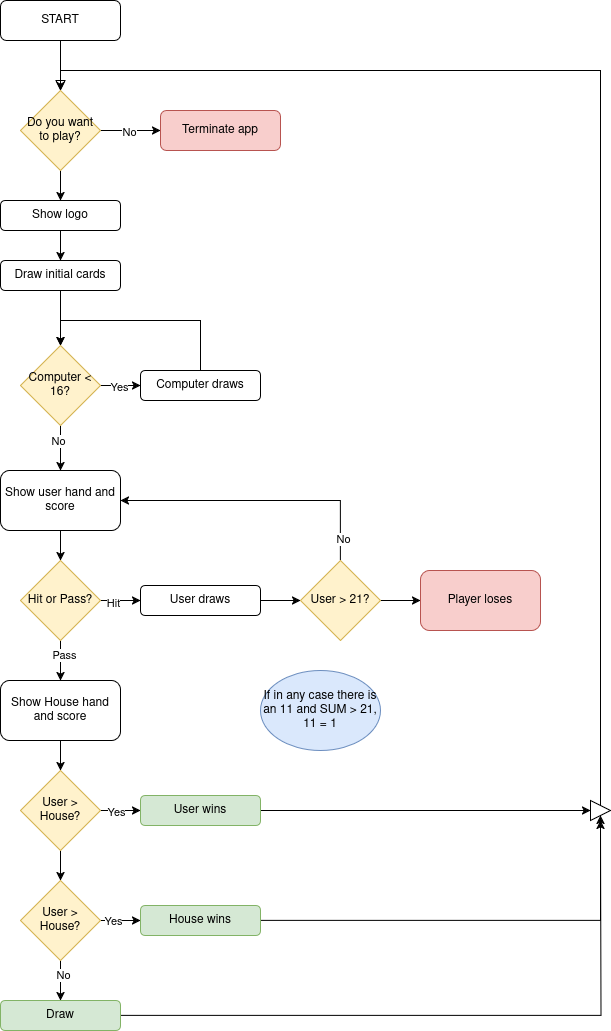 START
Do you want
to play?
No
Terminate app
Show logo
Draw initial cards
Computer <
16?
Yes
Computer draws
No
Show user hand and
score
No
Hit or Pass?
Hit
User draws
User > 21?
Player loses
Pass
Show House hand
and score
If in any case there is
an 11 and SUM > 21,
11 = 1
User >
House?
Yes
User wins
User >
House?
Yes
House wins
No
Draw